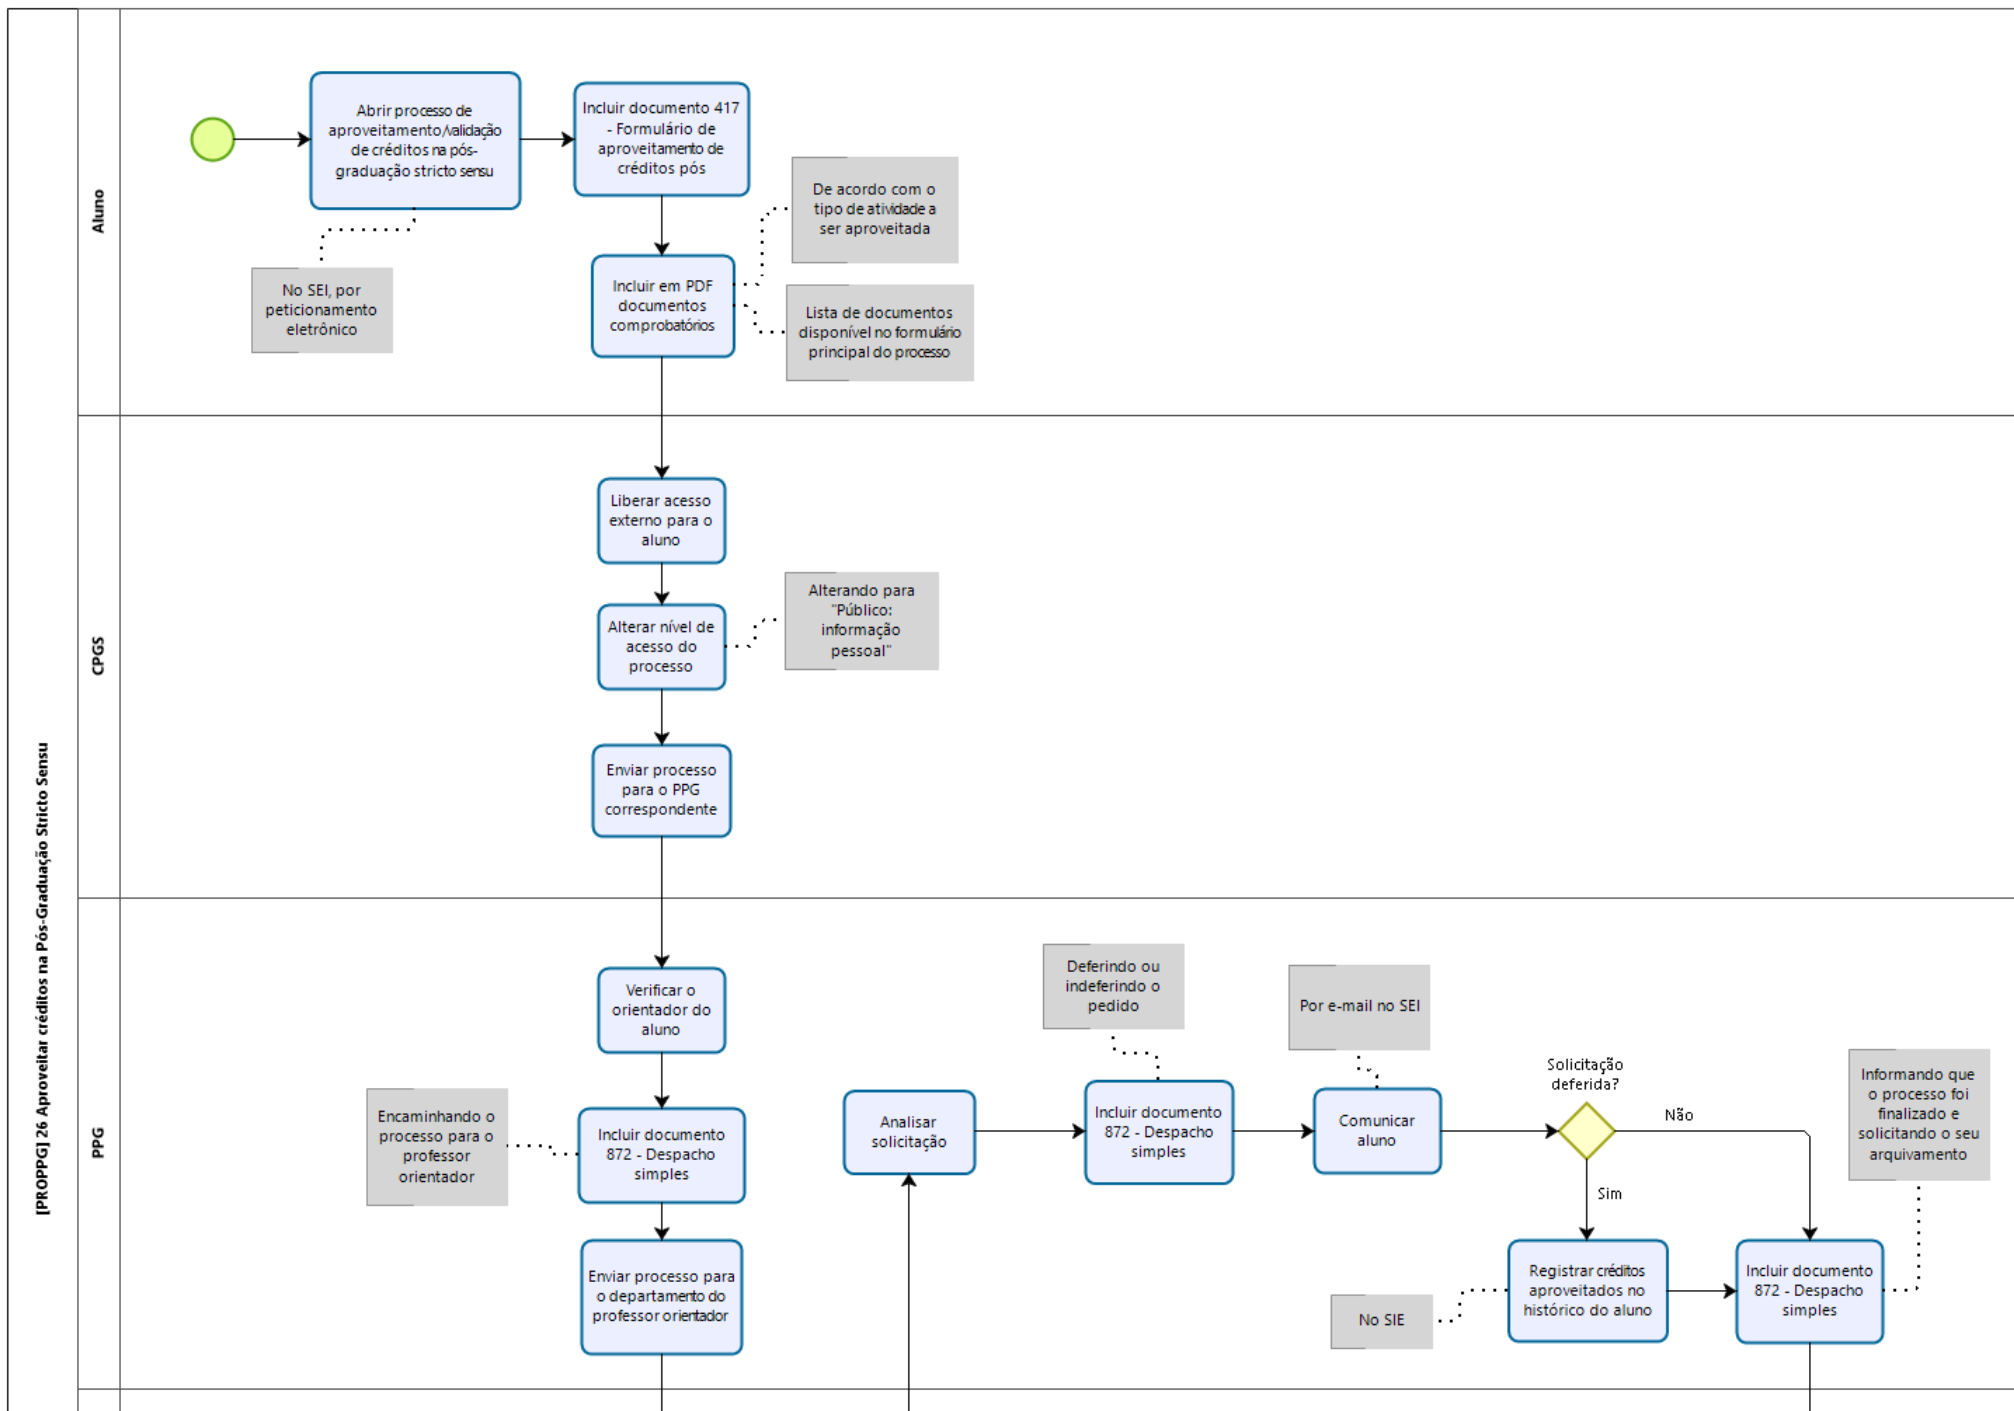 [PROPPG] 26 Aproveitar créditos na Pós-Graduação Stricto Sensu
Aluno
Abrir processo de
aproveitamento/validação
de créditos na pós-
graduação stricto sensu
Incluir documento 417
- Formulário de
aproveitamento de
créditos pós
De acordo com o
tipo de atividade a
ser aproveitada
No SEI, por
peticionamento
eletrônico
Incluir em PDF
documentos
comprobatórios
Lista de documentos
disponível no formulário
principal do processo
CPGS
Liberar acesso
externo para o
aluno
Alterar nível de
acesso do
processo
Alterando para
"Público:
informação
pessoal"
Enviar processo
para o PPG
correspondente
PPG
Verificar o
orientador do
aluno
Encaminhando o
processo para o
professor
orientador
Incluir documento
872 - Despacho
simples
Enviar processo para
o departamento do
professor orientador
Analisar
solicitação
Deferindo ou
indeferindo o
pedido
Incluir documento
872 - Despacho
simples
Por e-mail no SEI
Comunicar
aluno
Solicitação
deferida?
Não
Sim
Informando que
o processo foi
finalizado e
solicitando o seu
arquivamento
No SIE
Registrar créditos
aproveitados no
histórico do aluno
Incluir documento
872 - Despacho
simples